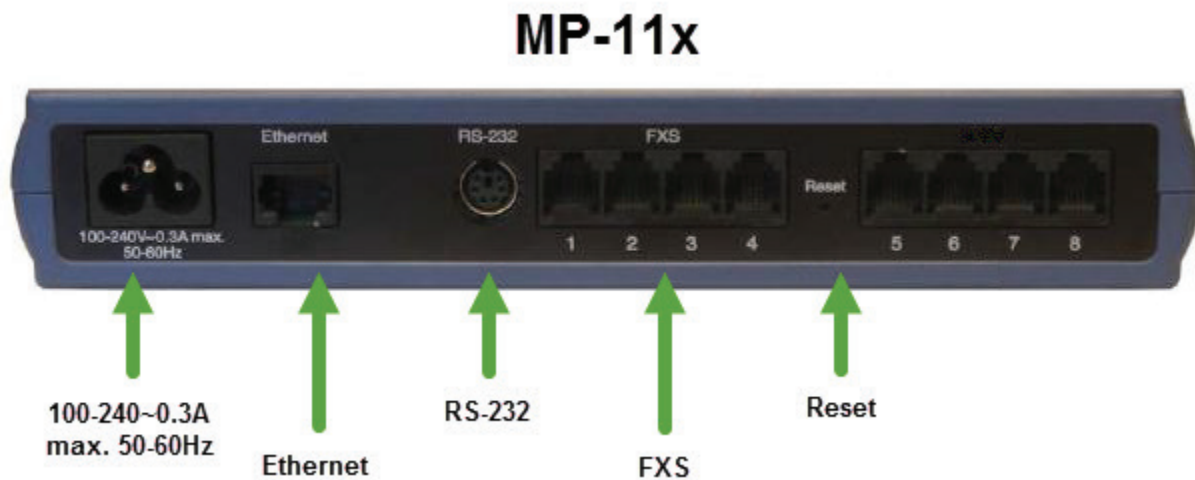 MP-11x
Ethernet
RS-232
FXS
Reset
100-240V~0.3A max.
50-60Hz
1 2 3 4 5 6 7 8
100-240~0.3A
max. 50-60Hz
Ethernet
RS-232
FXS
Reset